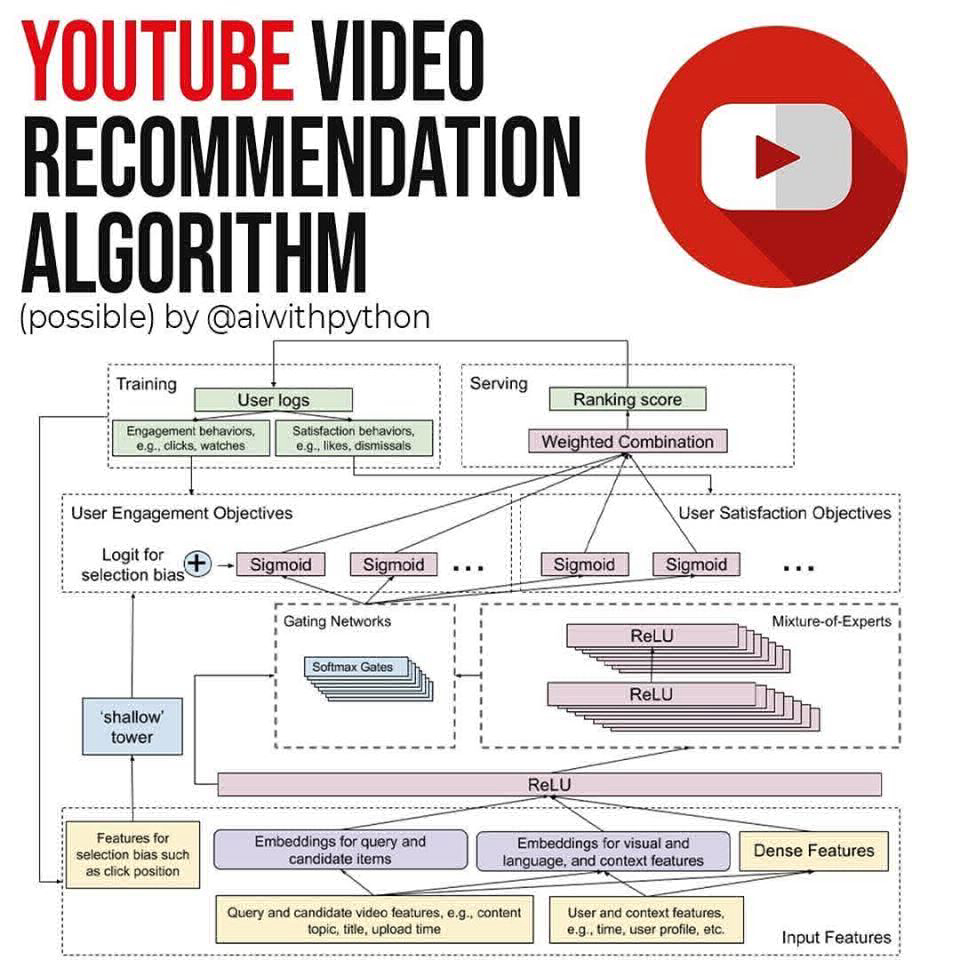 YOUTUBE VIDEO
RECOMMENDATION
ALGORITHM
(possible) by @aiwithpython
Training
User logs
Engagement behaviors,
e.g., clicks, watches
Satisfaction behaviors,
e.g., likes, dismissals
Serving
Ranking score
Weighted Combination
User Engagement Objectives
Logit for
selection bias
+
Sigmoid
Sigmoid
...
User Satisfaction Objectives
Sigmoid
Sigmoid
...
Gating Networks
Softmax Gates
Mixture-of-Experts
ReLU
ReLU
'shallow'
tower
ReLU
Features for
selection bias such
as click position
Embeddings for query and
candidate items
Embeddings for visual and
language, and context features
Dense Features
Query and candidate video features, e.g., content
topic, title, upload time
User and context features,
e.g., time, user profile, etc.
Input Features